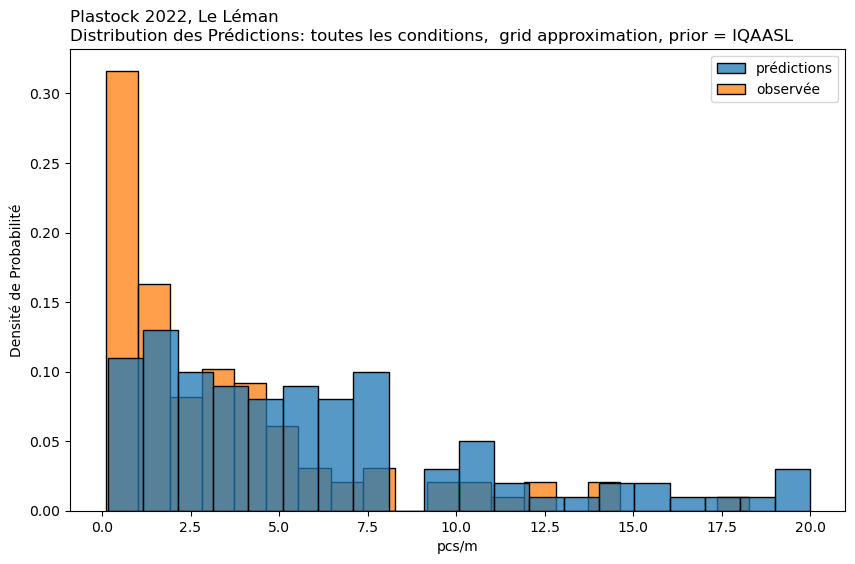 Plastock 2022, Le Léman
Distribution des Prédictions: toutes les conditions,  grid approximation, prior = IQAASL
prédictions
observée
Densité de Probabilité
0.30
0.25
0.20
0.15
0.10
0.05
0.00
0.0 2.5 5.0 7.5 10.0 12.5 15.0 17.5 20.0
pcs/m